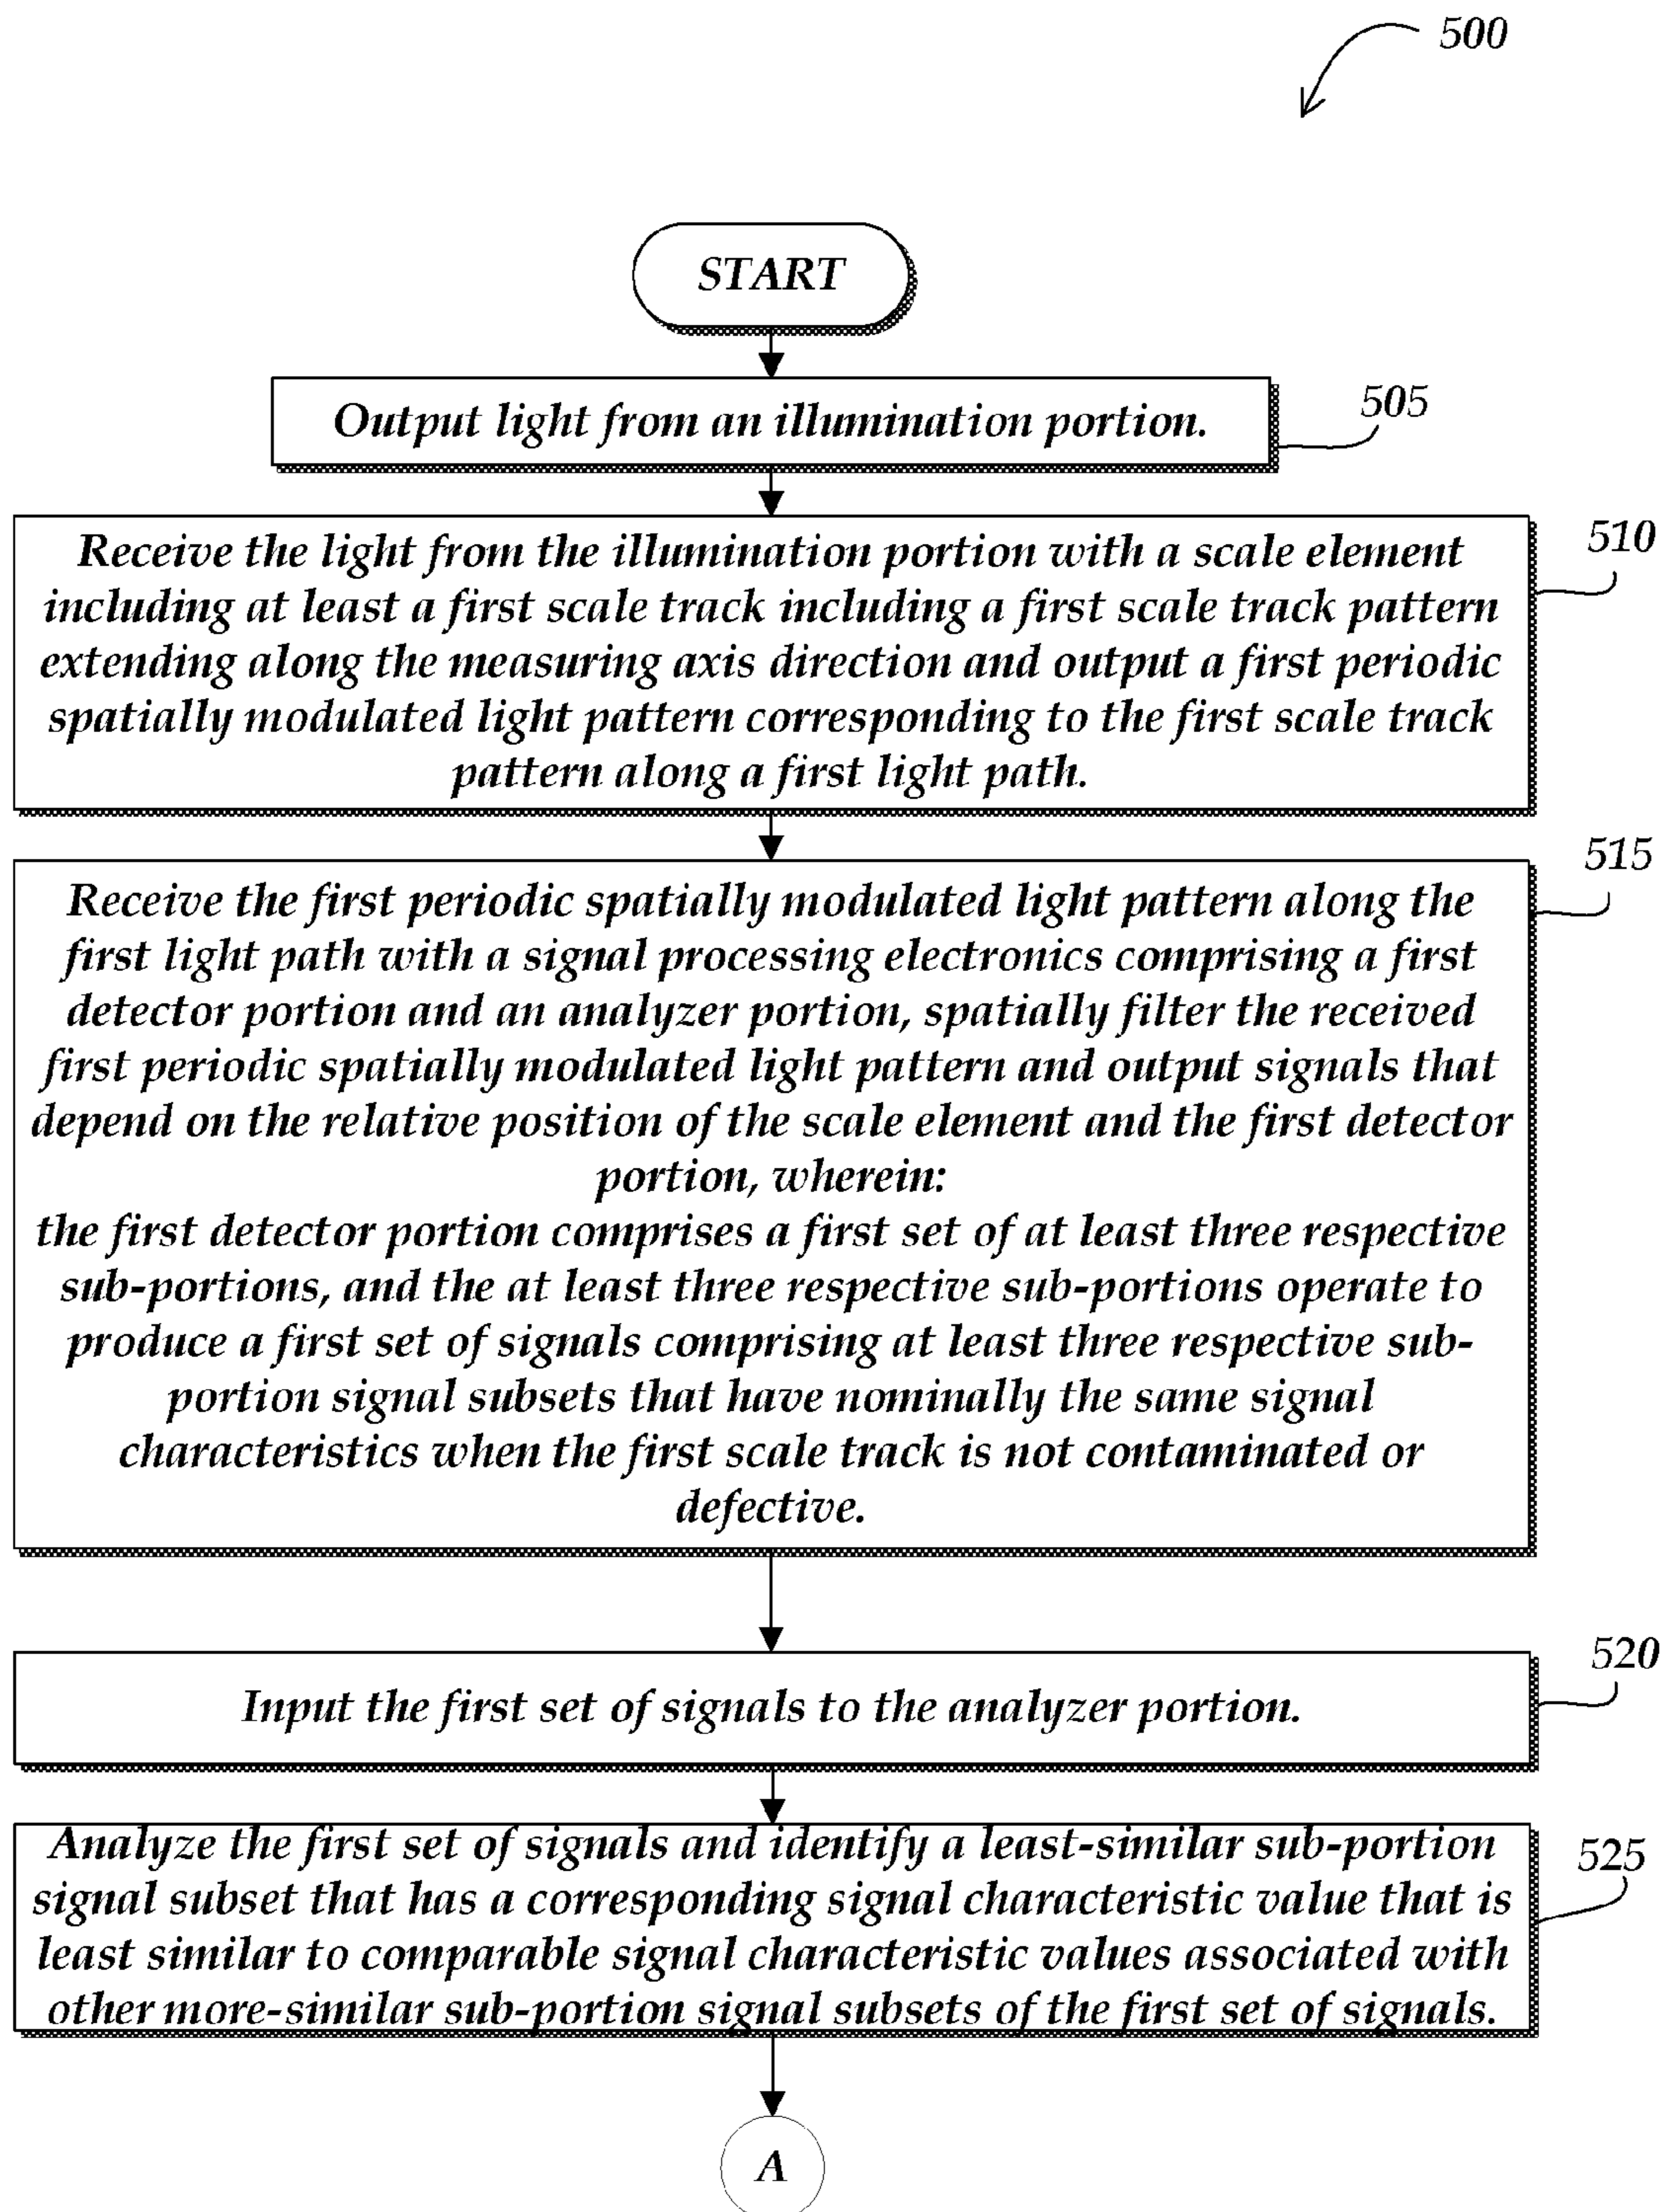 500
START
Output light from an illumination portion.
505
Receive the light from the illumination portion with a scale element
including at least a first scale track including a first scale track pattern
extending along the measuring axis direction and output a first periodic
spatially modulated light pattern corresponding to the first scale track
pattern along a first light path.
510
Receive the first periodic spatially modulated light pattern along the
first light path with a signal processing electronics comprising a first
detector portion and an analyzer portion, spatially filter the received
first periodic spatially modulated light pattern and output signals that
depend on the relative position of the scale element and the first detector
portion, wherein:
the first detector portion comprises a first set of at least three respective
sub-portions, and the at least three respective sub-portions operate to
produce a first set of signals comprising at least three respective sub-
portion signal subsets that have nominally the same signal
characteristics when the first scale track is not contaminated or
defective.
515
Input the first set of signals to the analyzer portion.
520
Analyze the first set of signals and identify a least-similar sub-portion
signal subset that has a corresponding signal characteristic value that is
least similar to comparable signal characteristic values associated with
other more-similar sub-portion signal subsets of the first set of signals.
525
A